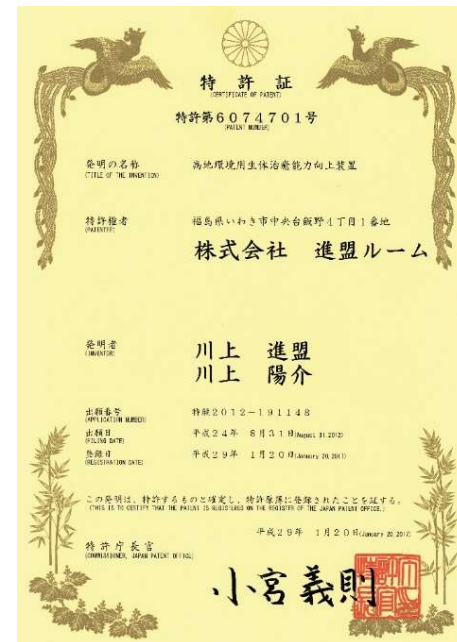 特許証
(CERTIFICATE OF PATENT)
特許第6074701号
(PATENT NUMBER)
発明の名称
(TITLE OF THE INVENTION)
高地環境用生体治癒能力向上装置
特許権者
(PATENTEE)
福島県いわき市中央台飯野4丁目1番地
株式会社 進盟ルーム
発明者
(INVENTOR)
川上 進盟
川上 陽介
出願番号
(APPLICATION NUMBER)
特願2012-191148
出願日
(FILING DATE)
平成24年 8月31日(August 31,2012)
登録日
(REGISTRATION DATE)
平成29年 1月20日(January 20,2017)
この発明は、特許するものと確定し、特許原簿に登録されたことを証する。
(THIS IS TO CERTIFY THAT THE PATENT IS REGISTERED ON THE REGISTER OF THE JAPAN PATENT OFFICE.)
平成29年 1月20日(January 20,2017)
特許庁長官
(COMMISSIONER, JAPAN PATENT OFFICE)
小宮義則